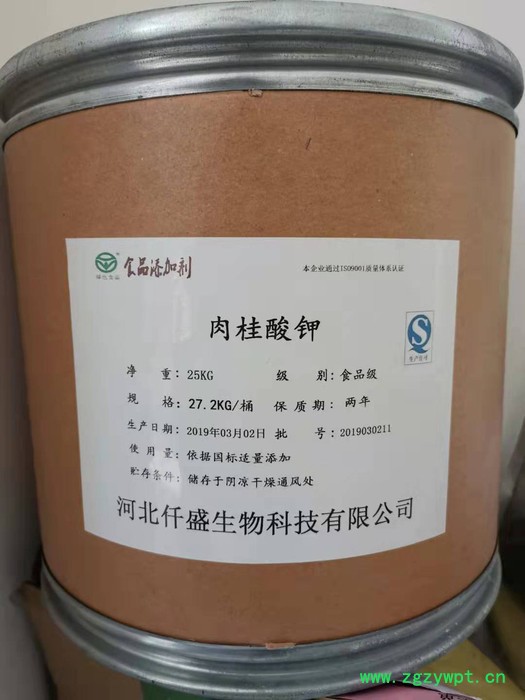 食品添加剂
本企业通过ISO9001质量体系认证
肉桂酸钾
净 重：25KG 级 别：食品级
规 格：27.2KG/桶 保 质 期：两年
生产日期：2019年03月02日 批 号：2019030211
使 用 量：依据国标适量添加
贮存条件：储存于阴凉干燥通风处
河北仟盛生物科技有限公司
生产许可
www.zgzywpt.cn